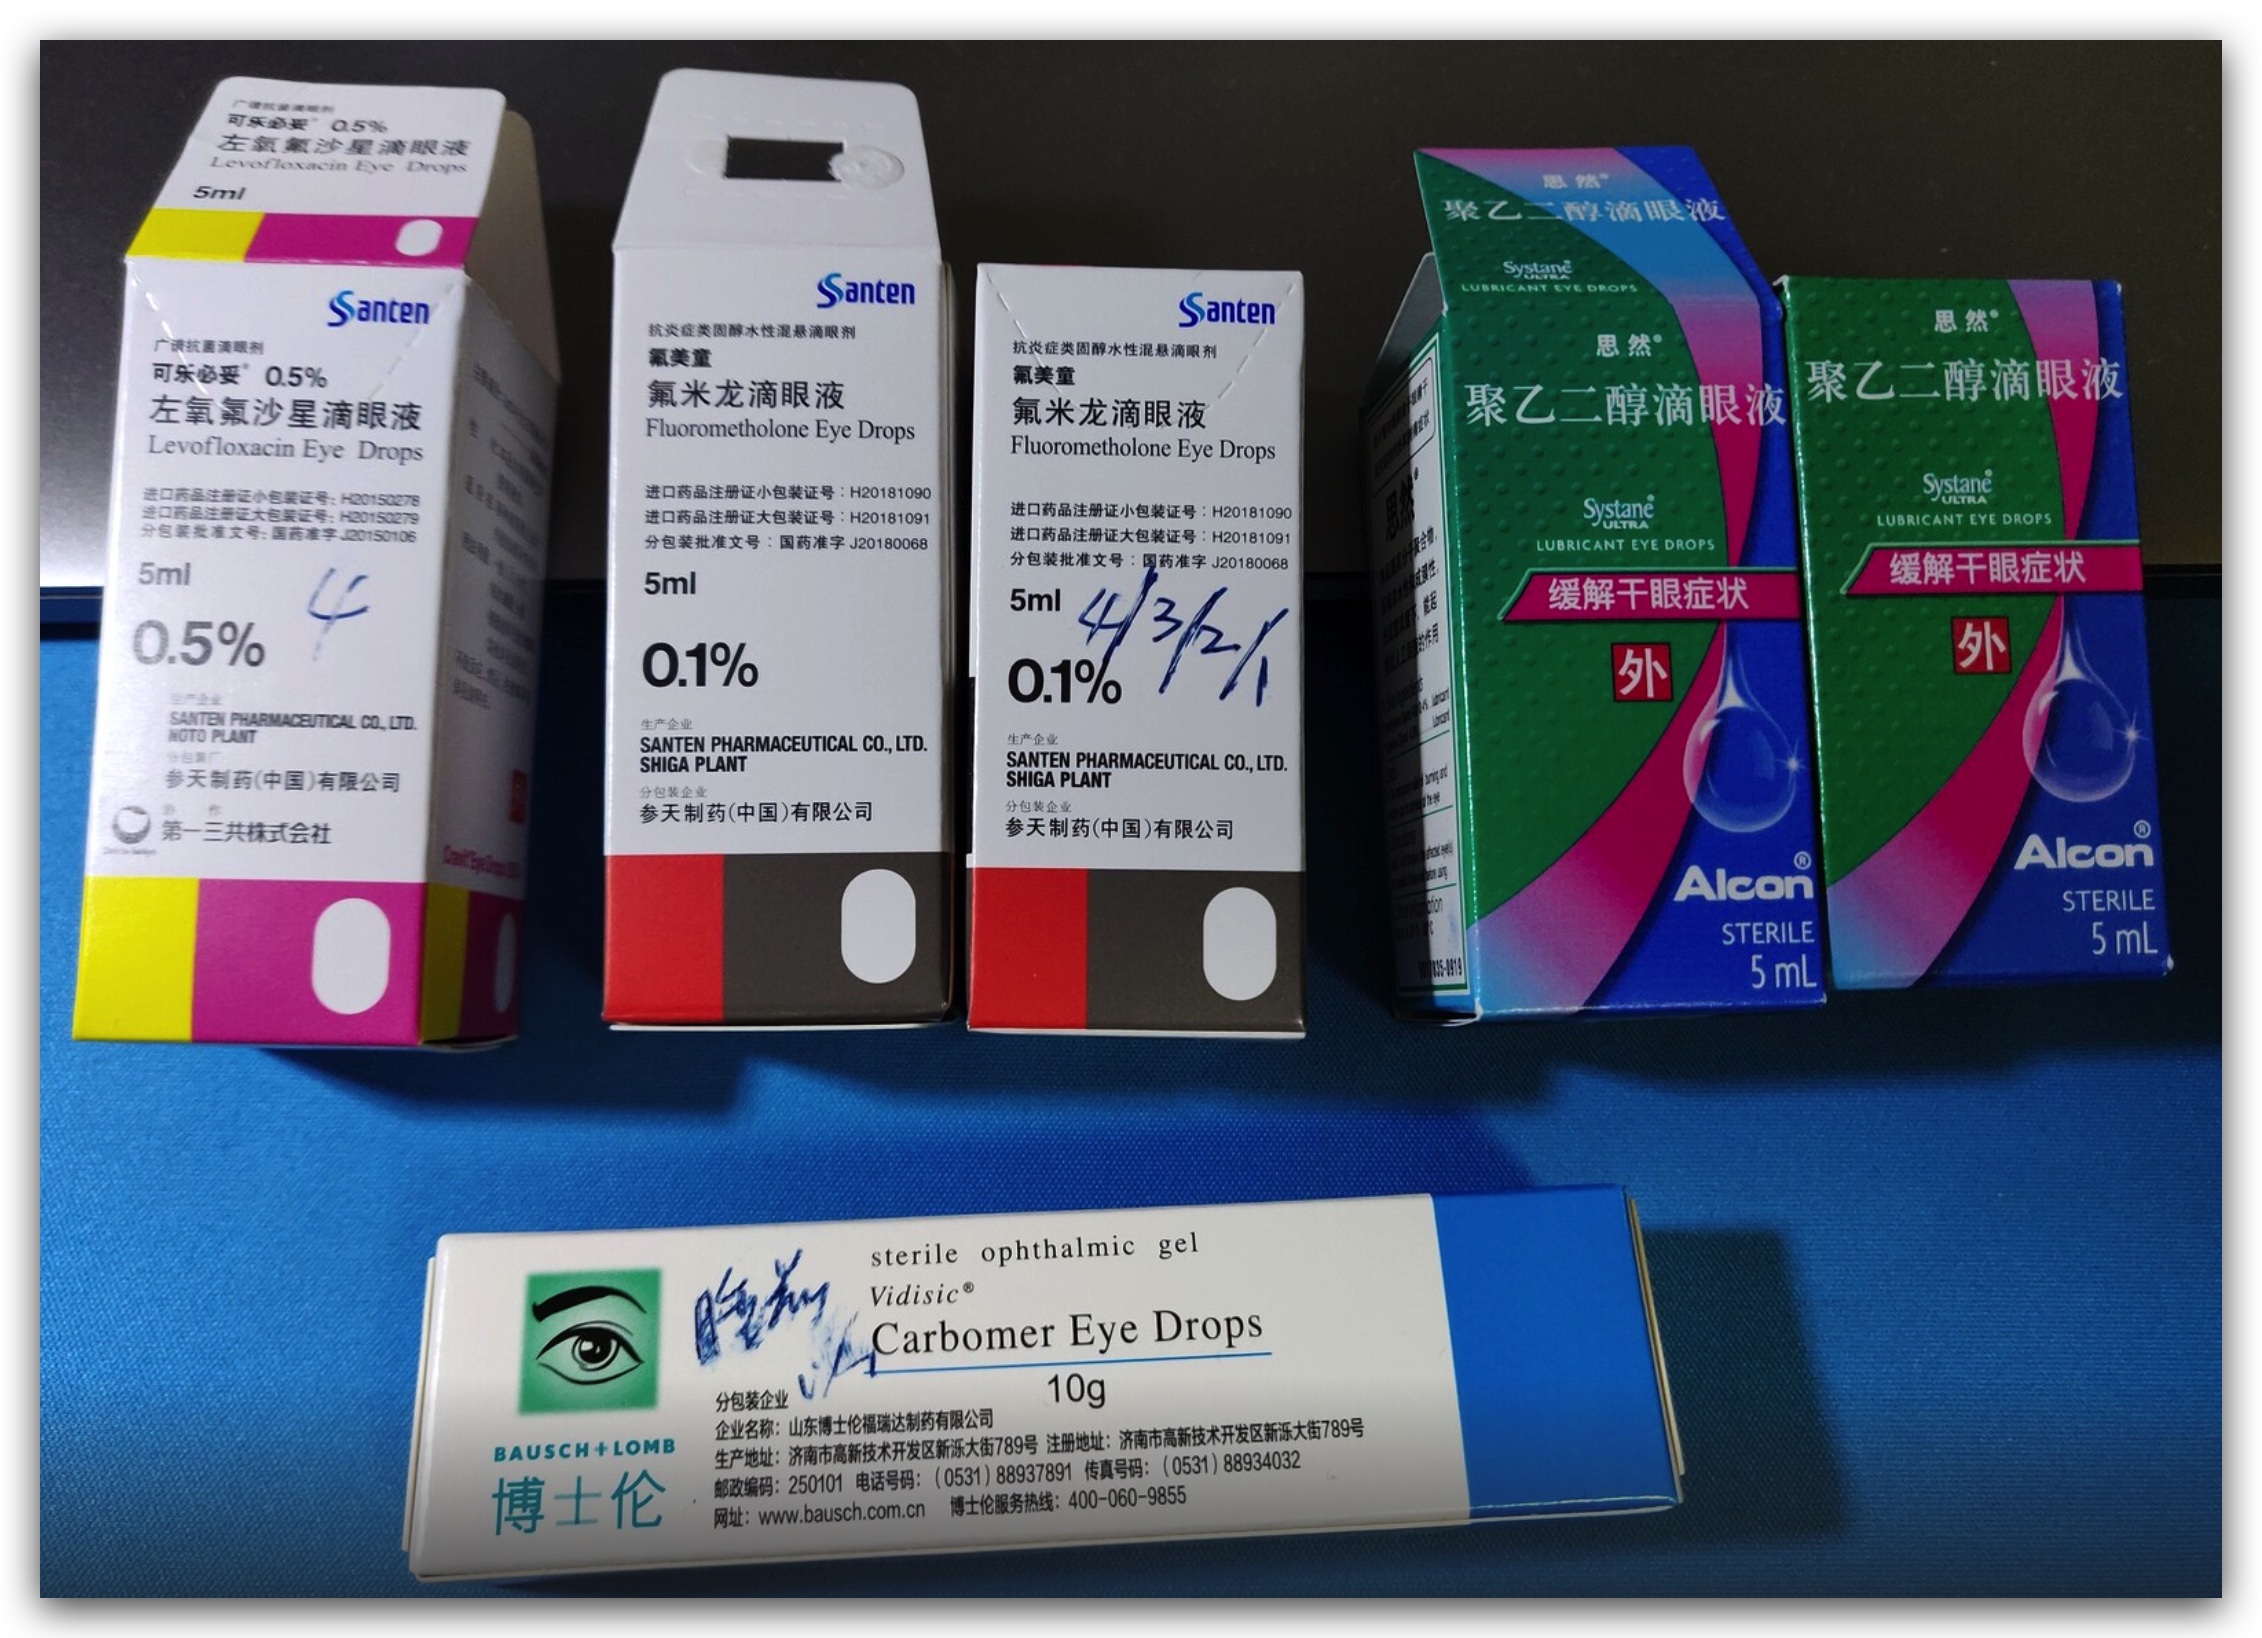 广谱抗菌滴眼剂
可乐必妥® 0.5%
左氧氟沙星滴眼液
Levofloxacin Eye Drops
5ml
Santen
广谱抗菌滴眼剂
可乐必妥® 0.5%
左氧氟沙星滴眼液
Levofloxacin Eye Drops
进口药品注册证小包装证号: H20150278
进口药品注册证大包装证号: H20150279
分包装批准文号: 国药准字 J20150106
5ml
4
0.5%
生产企业
SANTEN PHARMACEUTICAL CO., LTD.
NOTO PLANT
分包装厂
参天制药(中国)有限公司
协 作
第一三共株式会社
Santen
抗炎症类固醇水性混悬滴眼剂
氟美童
氟米龙滴眼液
Fluorometholone Eye Drops
进口药品注册证小包装证号：H20181090
进口药品注册证大包装证号：H20181091
分包装批准文号：国药准字 J20180068
5ml
0.1%
生产企业
SANTEN PHARMACEUTICAL CO., LTD.
SHIGA PLANT
分包装企业
参天制药(中国)有限公司
Santen
抗炎症类固醇水性混悬滴眼剂
氟美童
氟米龙滴眼液
Fluorometholone Eye Drops
进口药品注册证小包装证号：H20181090
进口药品注册证大包装证号：H20181091
分包装批准文号：国药准字 J20180068
5ml
4/3/2/1
0.1%
生产企业
SANTEN PHARMACEUTICAL CO., LTD.
SHIGA PLANT
分包装企业
参天制药(中国)有限公司
思然®
聚乙二醇滴眼液
Systane®
ULTRA
LUBRICANT EYE DROPS
思然®
聚乙二醇滴眼液
Systane®
ULTRA
LUBRICANT EYE DROPS
缓解干眼症状
外
Alcon®
STERILE
5 mL
思然®
思然®
聚乙二醇滴眼液
Systane®
ULTRA
LUBRICANT EYE DROPS
缓解干眼症状
外
Alcon®
STERILE
5 mL
sterile ophthalmic gel
Vidisic®
Carbomer Eye Drops
10g
睡前
BAUSCH+LOMB
博士伦
分包装企业
企业名称: 山东博士伦福瑞达制药有限公司
生产地址: 济南市高新技术开发区新泺大街789号 注册地址: 济南市高新技术开发区新泺大街789号
邮政编码: 250101 电话号码: (0531) 88937891 传真号码: (0531) 88934032
网址: www.bausch.com.cn 博士伦服务热线: 400-060-9855